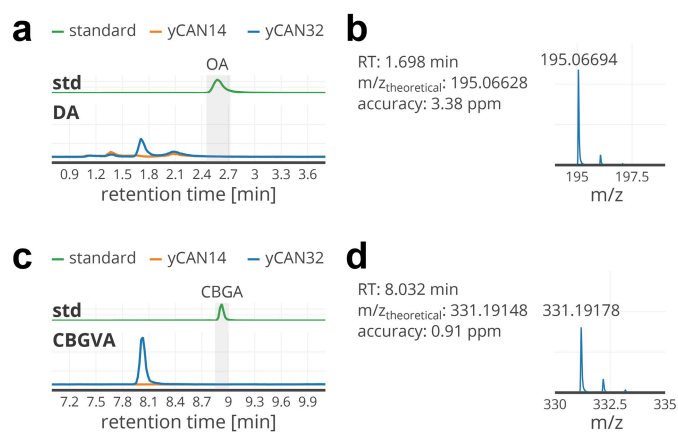 a
standard yCAN14 yCAN32
OA
std
DA
0.9 1.2 1.5 1.8 2.1 2.4 2.7 3 3.3 3.6
retention time [min]
b
RT: 1.698 min
m/ztheoretical: 195.06628
accuracy: 3.38 ppm
195.06694
195 197.5
m/z
c
standard yCAN14 yCAN32
CBGA
std
CBGVA
7.2 7.5 7.8 8.1 8.4 8.7 9 9.3 9.6 9.9
retention time [min]
d
RT: 8.032 min
m/ztheoretical: 331.19148
accuracy: 0.91 ppm
331.19178
330 332.5 335
m/z